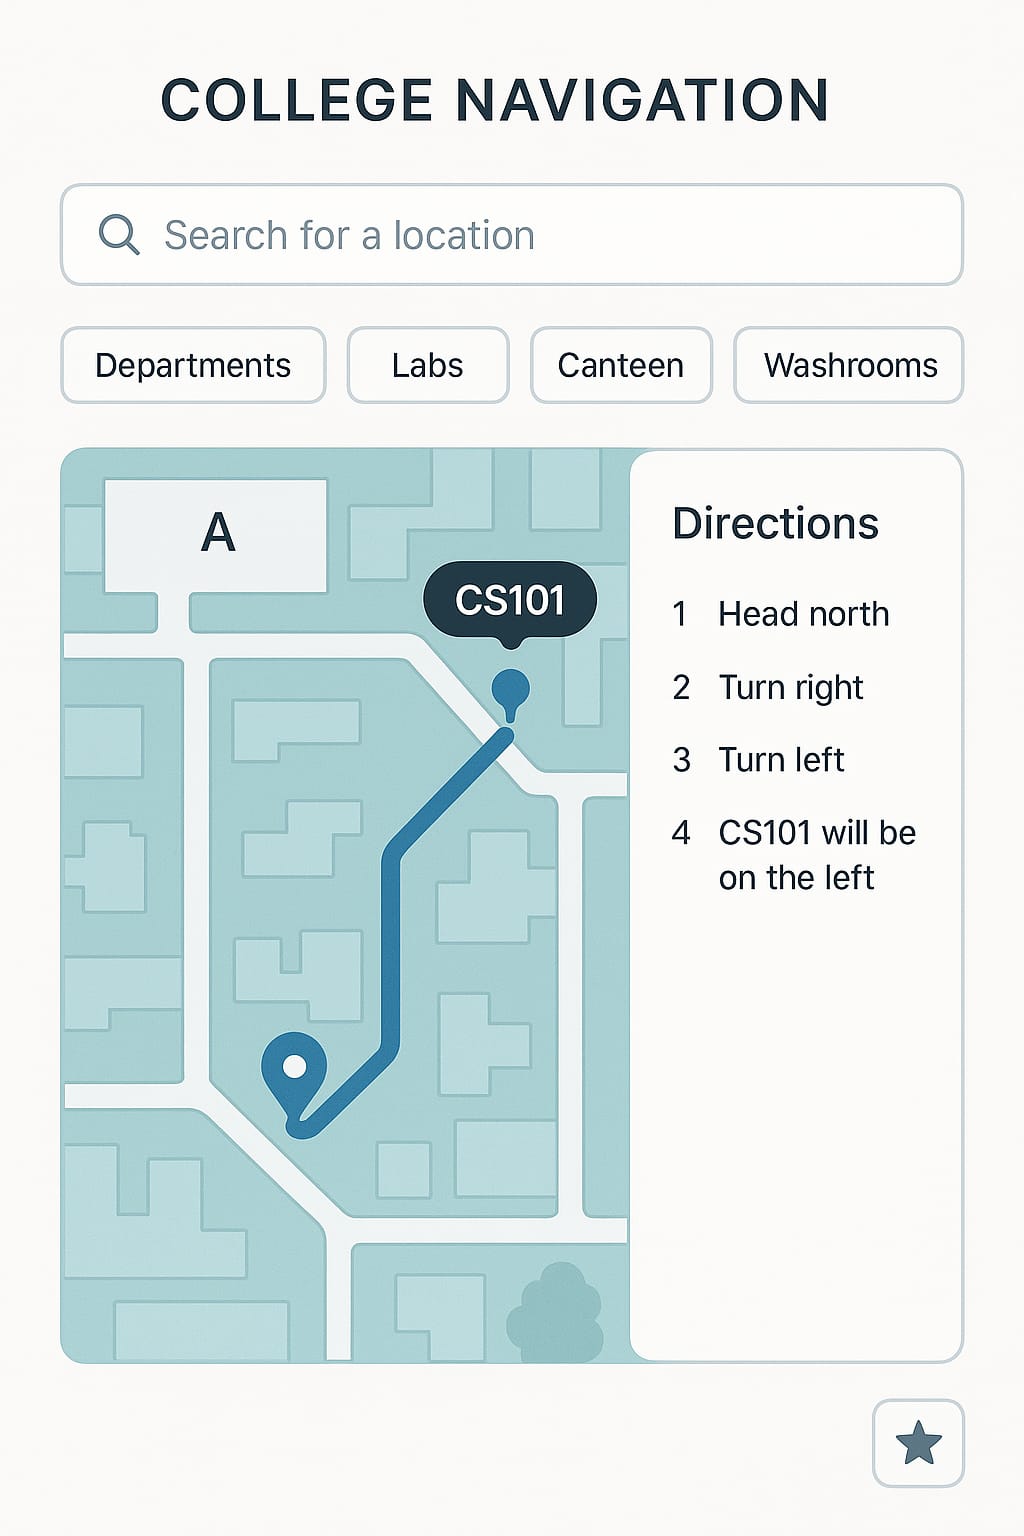 COLLEGE NAVIGATION
Search for a location
Departments
Labs
Canteen
Washrooms
A
CS101
Directions
1 Head north
2 Turn right
3 Turn left
4 CS101 will be
on the left